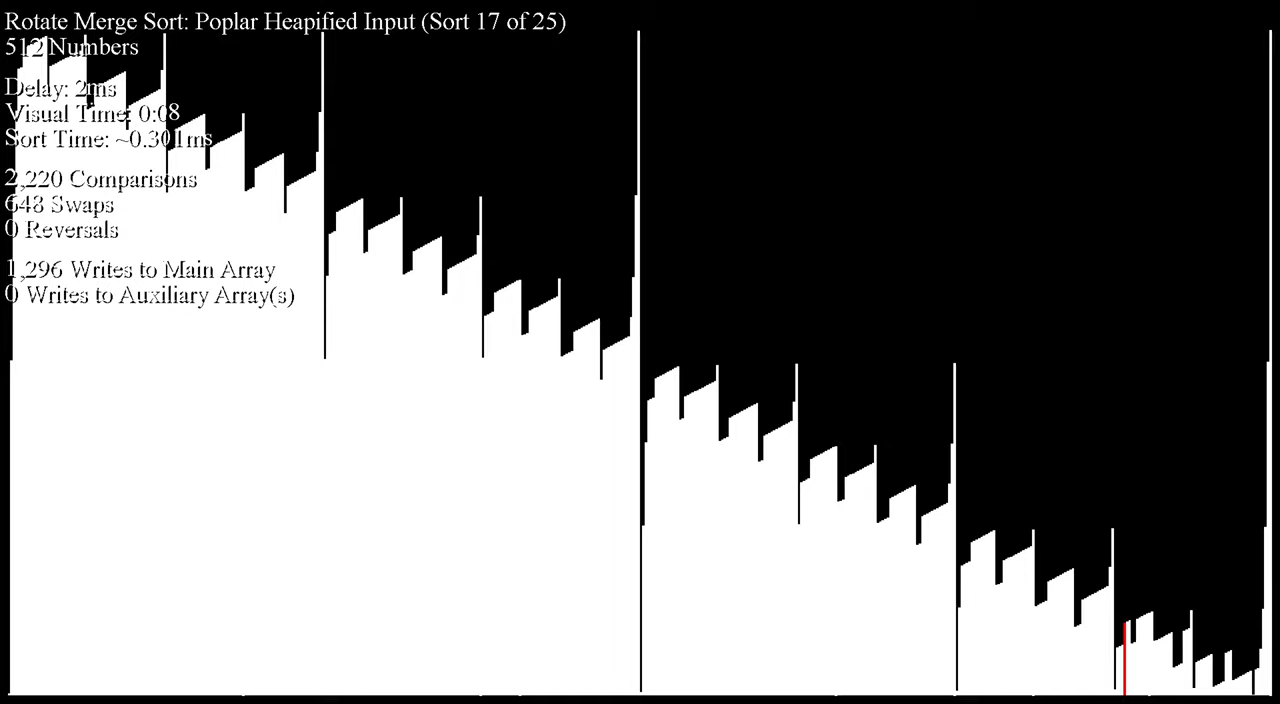 Rotate Merge Sort: Poplar Heapified Input (Sort 17 of 25)
512 Numbers
Delay: 2ms
Visual Time: 0:08
Sort Time: ~0.301ms
2,220 Comparisons
648 Swaps
0 Reversals
1,296 Writes to Main Array
0 Writes to Auxiliary Array(s)